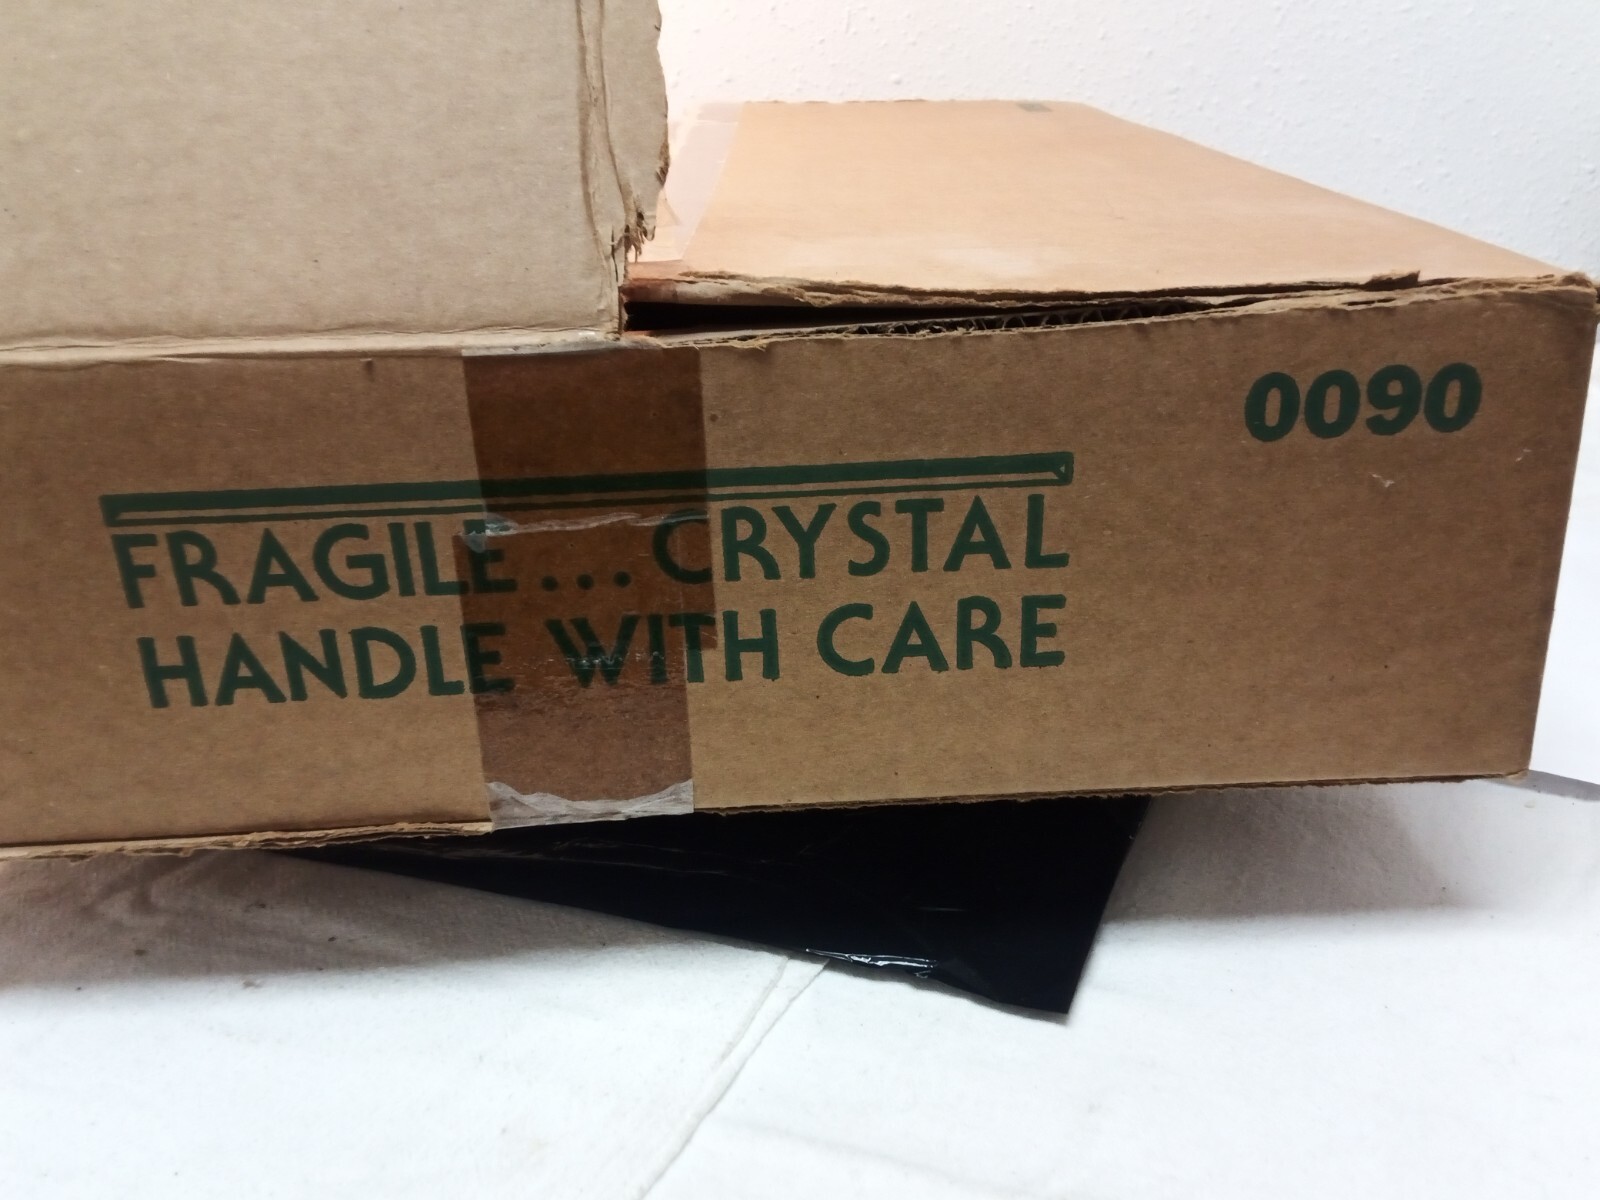 0090
FRAGILE... CRYSTAL
HANDLE WITH CARE